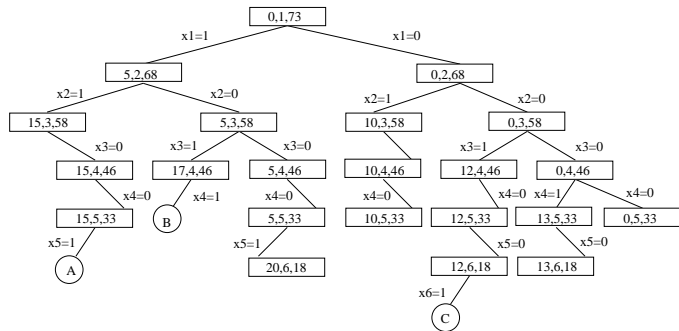 0,1,73
x1=1 x1=0
5,2,68 0,2,68
x2=1 x2=0 x2=1 x2=0
15,3,58 5,3,58 10,3,58 0,3,58
x3=0 x3=1 x3=0 x3=1 x3=0
15,4,46 17,4,46 5,4,46 10,4,46 12,4,46 0,4,46
x4=0 x4=1 x4=0 x4=0 x4=0 x4=1 x4=0
15,5,33 B 5,5,33 10,5,33 12,5,33 13,5,33 0,5,33
x5=1 x5=1 x5=0 x5=0
A 20,6,18 12,6,18 13,6,18
x6=1
C